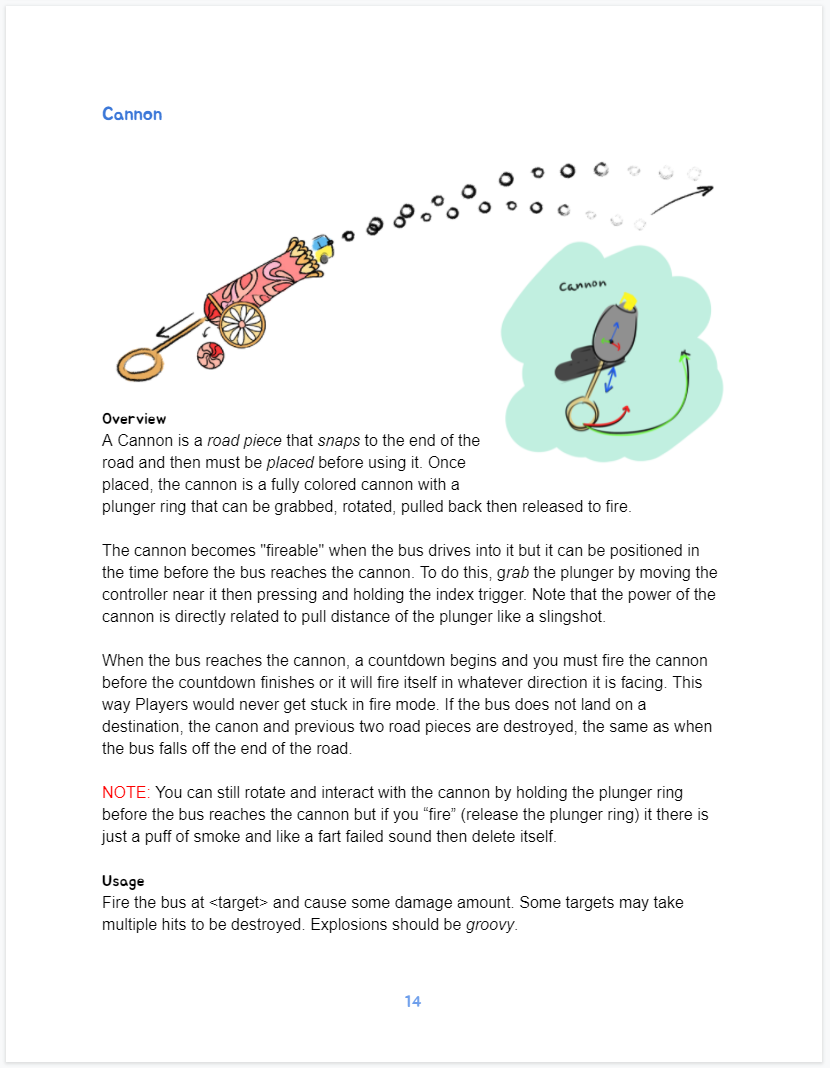 Cannon
Cannon
Overview
A Cannon is a road piece that snaps to the end of the
road and then must be placed before using it. Once
placed, the cannon is a fully colored cannon with a
plunger ring that can be grabbed, rotated, pulled back then released to fire.
The cannon becomes "fireable" when the bus drives into it but it can be positioned in
the time before the bus reaches the cannon. To do this, grab the plunger by moving the
controller near it then pressing and holding the index trigger. Note that the power of the
cannon is directly related to pull distance of the plunger like a slingshot.
When the bus reaches the cannon, a countdown begins and you must fire the cannon
before the countdown finishes or it will fire itself in whatever direction it is facing. This
way Players would never get stuck in fire mode. If the bus does not land on a
destination, the canon and previous two road pieces are destroyed, the same as when
the bus falls off the end of the road.
NOTE: You can still rotate and interact with the cannon by holding the plunger ring
before the bus reaches the cannon but if you “fire” (release the plunger ring) it there is
just a puff of smoke and like a fart failed sound then delete itself.
Usage
Fire the bus at <target> and cause some damage amount. Some targets may take
multiple hits to be destroyed. Explosions should be groovy.
14